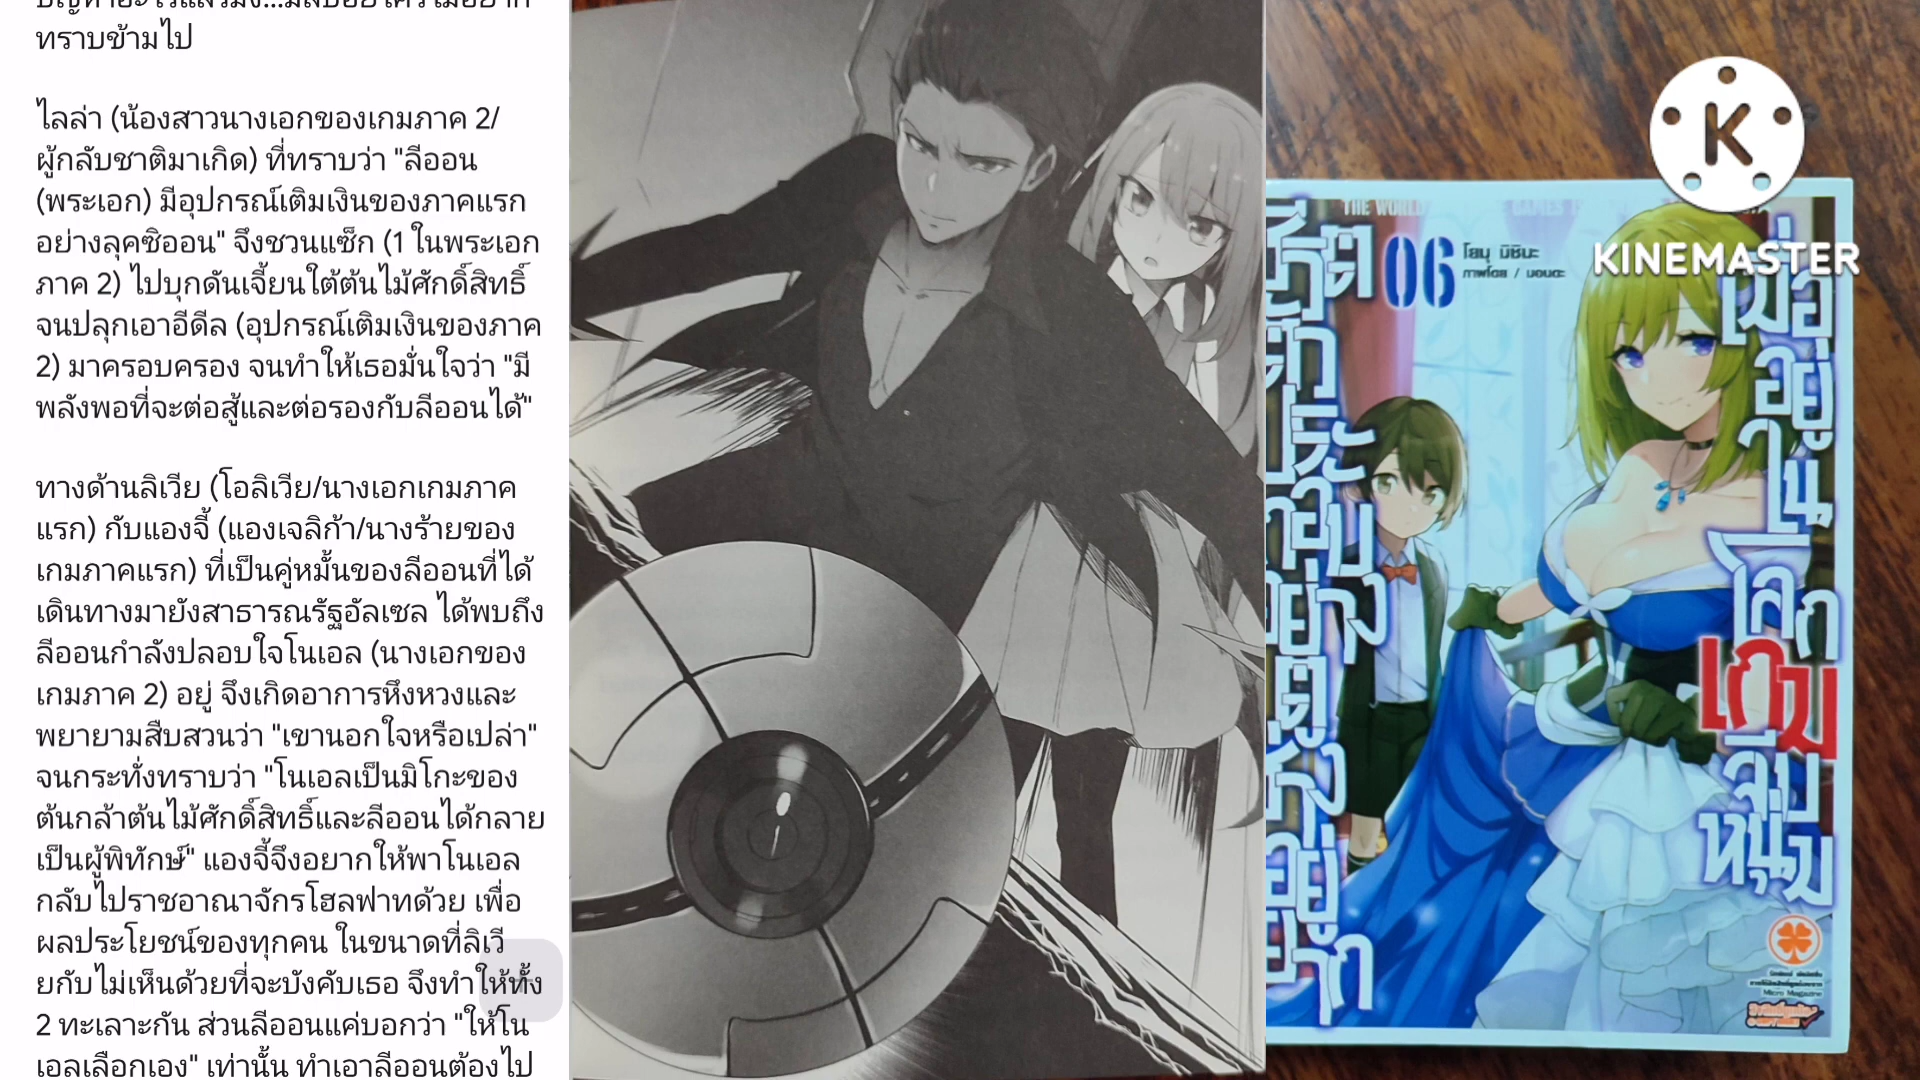 ทราบข้ามไป
ไลล่า (น้องสาวนางเอกของเกมภาค 2/
ผู้กลับชาติมาเกิด) ที่ทราบว่า "ลีออน
(พระเอก) มีอุปกรณ์เติมเงินของภาคแรก
อย่างลุคซิออน" จึงชวนแซ็ก (1 ในพระเอก
ภาค 2) ไปบุกดันเจี้ยนใต้ต้นไม้ศักดิ์สิทธิ์
จนปลุกเอาอีดีล (อุปกรณ์เติมเงินของภาค
2) มาครอบครอง จนทำให้เธอมั่นใจว่า "มี
พลังพอที่จะต่อสู้และต่อรองกับลีออนได้"
ทางด้านลิเวีย (โอลิเวีย/นางเอกเกมภาค
แรก) กับแองจี้ (แองเจลิก้า/นางร้ายของ
เกมภาคแรก) ที่เป็นคู่หมั้นของลีออนที่ได้
เดินทางมายังสาธารณรัฐอัลเซล ได้พบถึง
ลีออนกำลังปลอบใจโนเอล (นางเอกของ
เกมภาค 2) อยู่ จึงเกิดอาการหึงหวงและ
พยายามสืบสวนว่า "เขานอกใจหรือเปล่า"
จนกระทั่งทราบว่า "โนเอลเป็นมิโกะของ
ต้นกล้าต้นไม้ศักดิ์สิทธิ์และลีออนได้กลาย
เป็นผู้พิทักษ์" แองจี้จึงอยากให้พาโนเอล
กลับไปราชอาณาจักรโฮลฟาทด้วย เพื่อ
ผลประโยชน์ของทุกคน ในขณะที่ลิเวี
ยกับไม่เห็นด้วยที่จะบังคับเธอ จึงทำให้ทั้ง
2 ทะเลาะกัน ส่วนลีออนแค่บอกว่า "ให้โน
เอลเลือกเอง" เท่านั้น ทำเอาลีออนต้องไป
THE WORLD
06
โยมุ มิชิมะ
ภาพโดย / มอนดะ
เมื่ออยู่ในโลกเกมจีบหนุ่ม
K
KINEMASTER